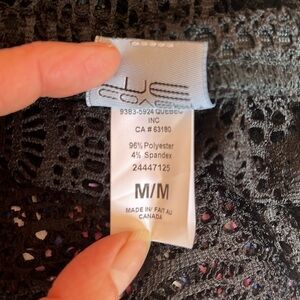 9383-5924 QUEBEC
INC
CA # 63180
96% Polyester
4% Spandex
24447125
M/M
MADE IN/ FAIT AU
CANADA